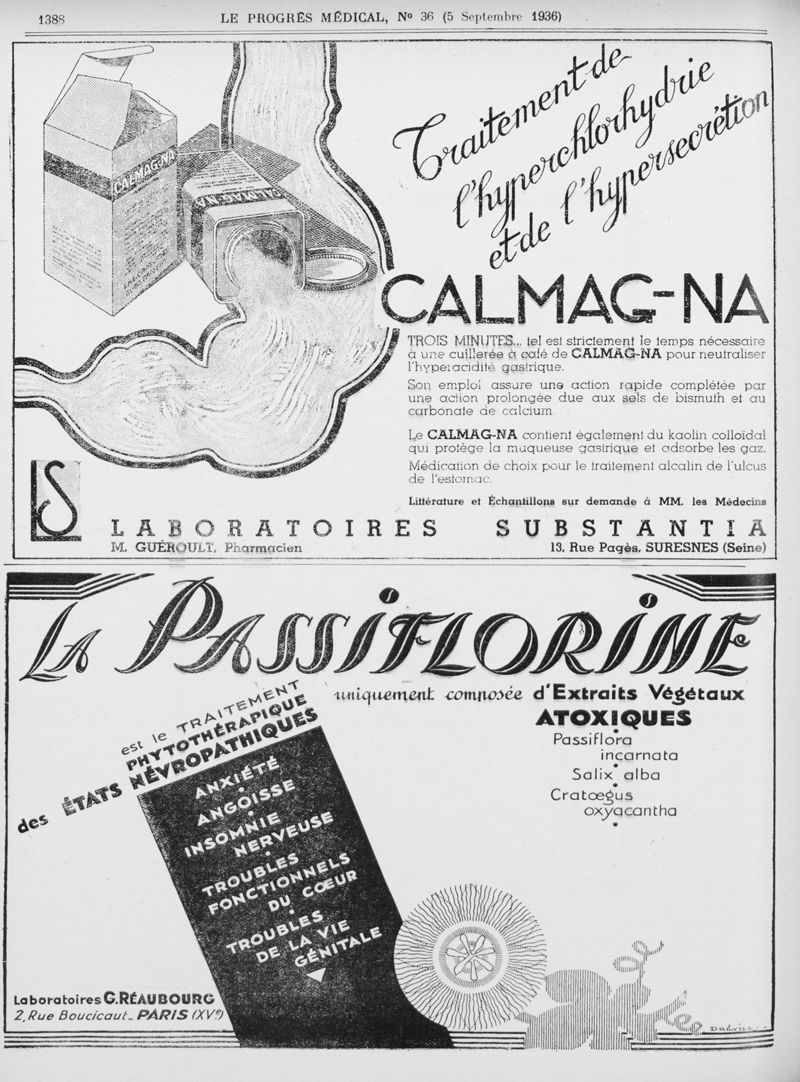 1388
LE PROGRÈS MÉDICAL, No 36 (5 Septembre 1936)
CALMAG-NA
CALMAG-NA
Traitement de
l'hyperchlorhydrie
et de l'hypersecrétion
CALMAG-NA
TROIS MINUTES... tel est strictement le temps nécessaire
à une cuillerée à café de CALMAG-NA pour neutraliser
l'hyperacidité gastrique.
Son emploi assure une action rapide complétée par
une action prolongée due aux sels de bismuth et au
carbonate de calcium.
Le CALMAG-NA contient également du kaolin colloïdal
qui protège la muqueuse gastrique et adsorbe les gaz.
Médication de choix pour le traitement alcalin de l'ulcus
de l'estomac.
Littérature et Échantillons sur demande à MM. les Médecins
LS
LABORATOIRES SUBSTANTIA
M. GUÉROULT, Pharmacien
13, Rue Pagès, SURESNES (Seine)
LA PASSIFLORINE
uniquement composée d'Extraits Végétaux
ATOXIQUES
Passiflora
incarnata
Salix alba
Cratœgus
oxyacantha
est le TRAITEMENT
PHYTOTHÉRAPIQUE
des ÉTATS NÉVROPATHIQUES
ANXIÉTÉ
ANGOISSE
INSOMNIE
NERVEUSE
TROUBLES
FONCTIONNELS
DU CŒUR
TROUBLES
DE LA VIE
GÉNITALE
Laboratoires G.RÉAUBOURG
2, Rue Boucicaut_ PARIS (XVe)